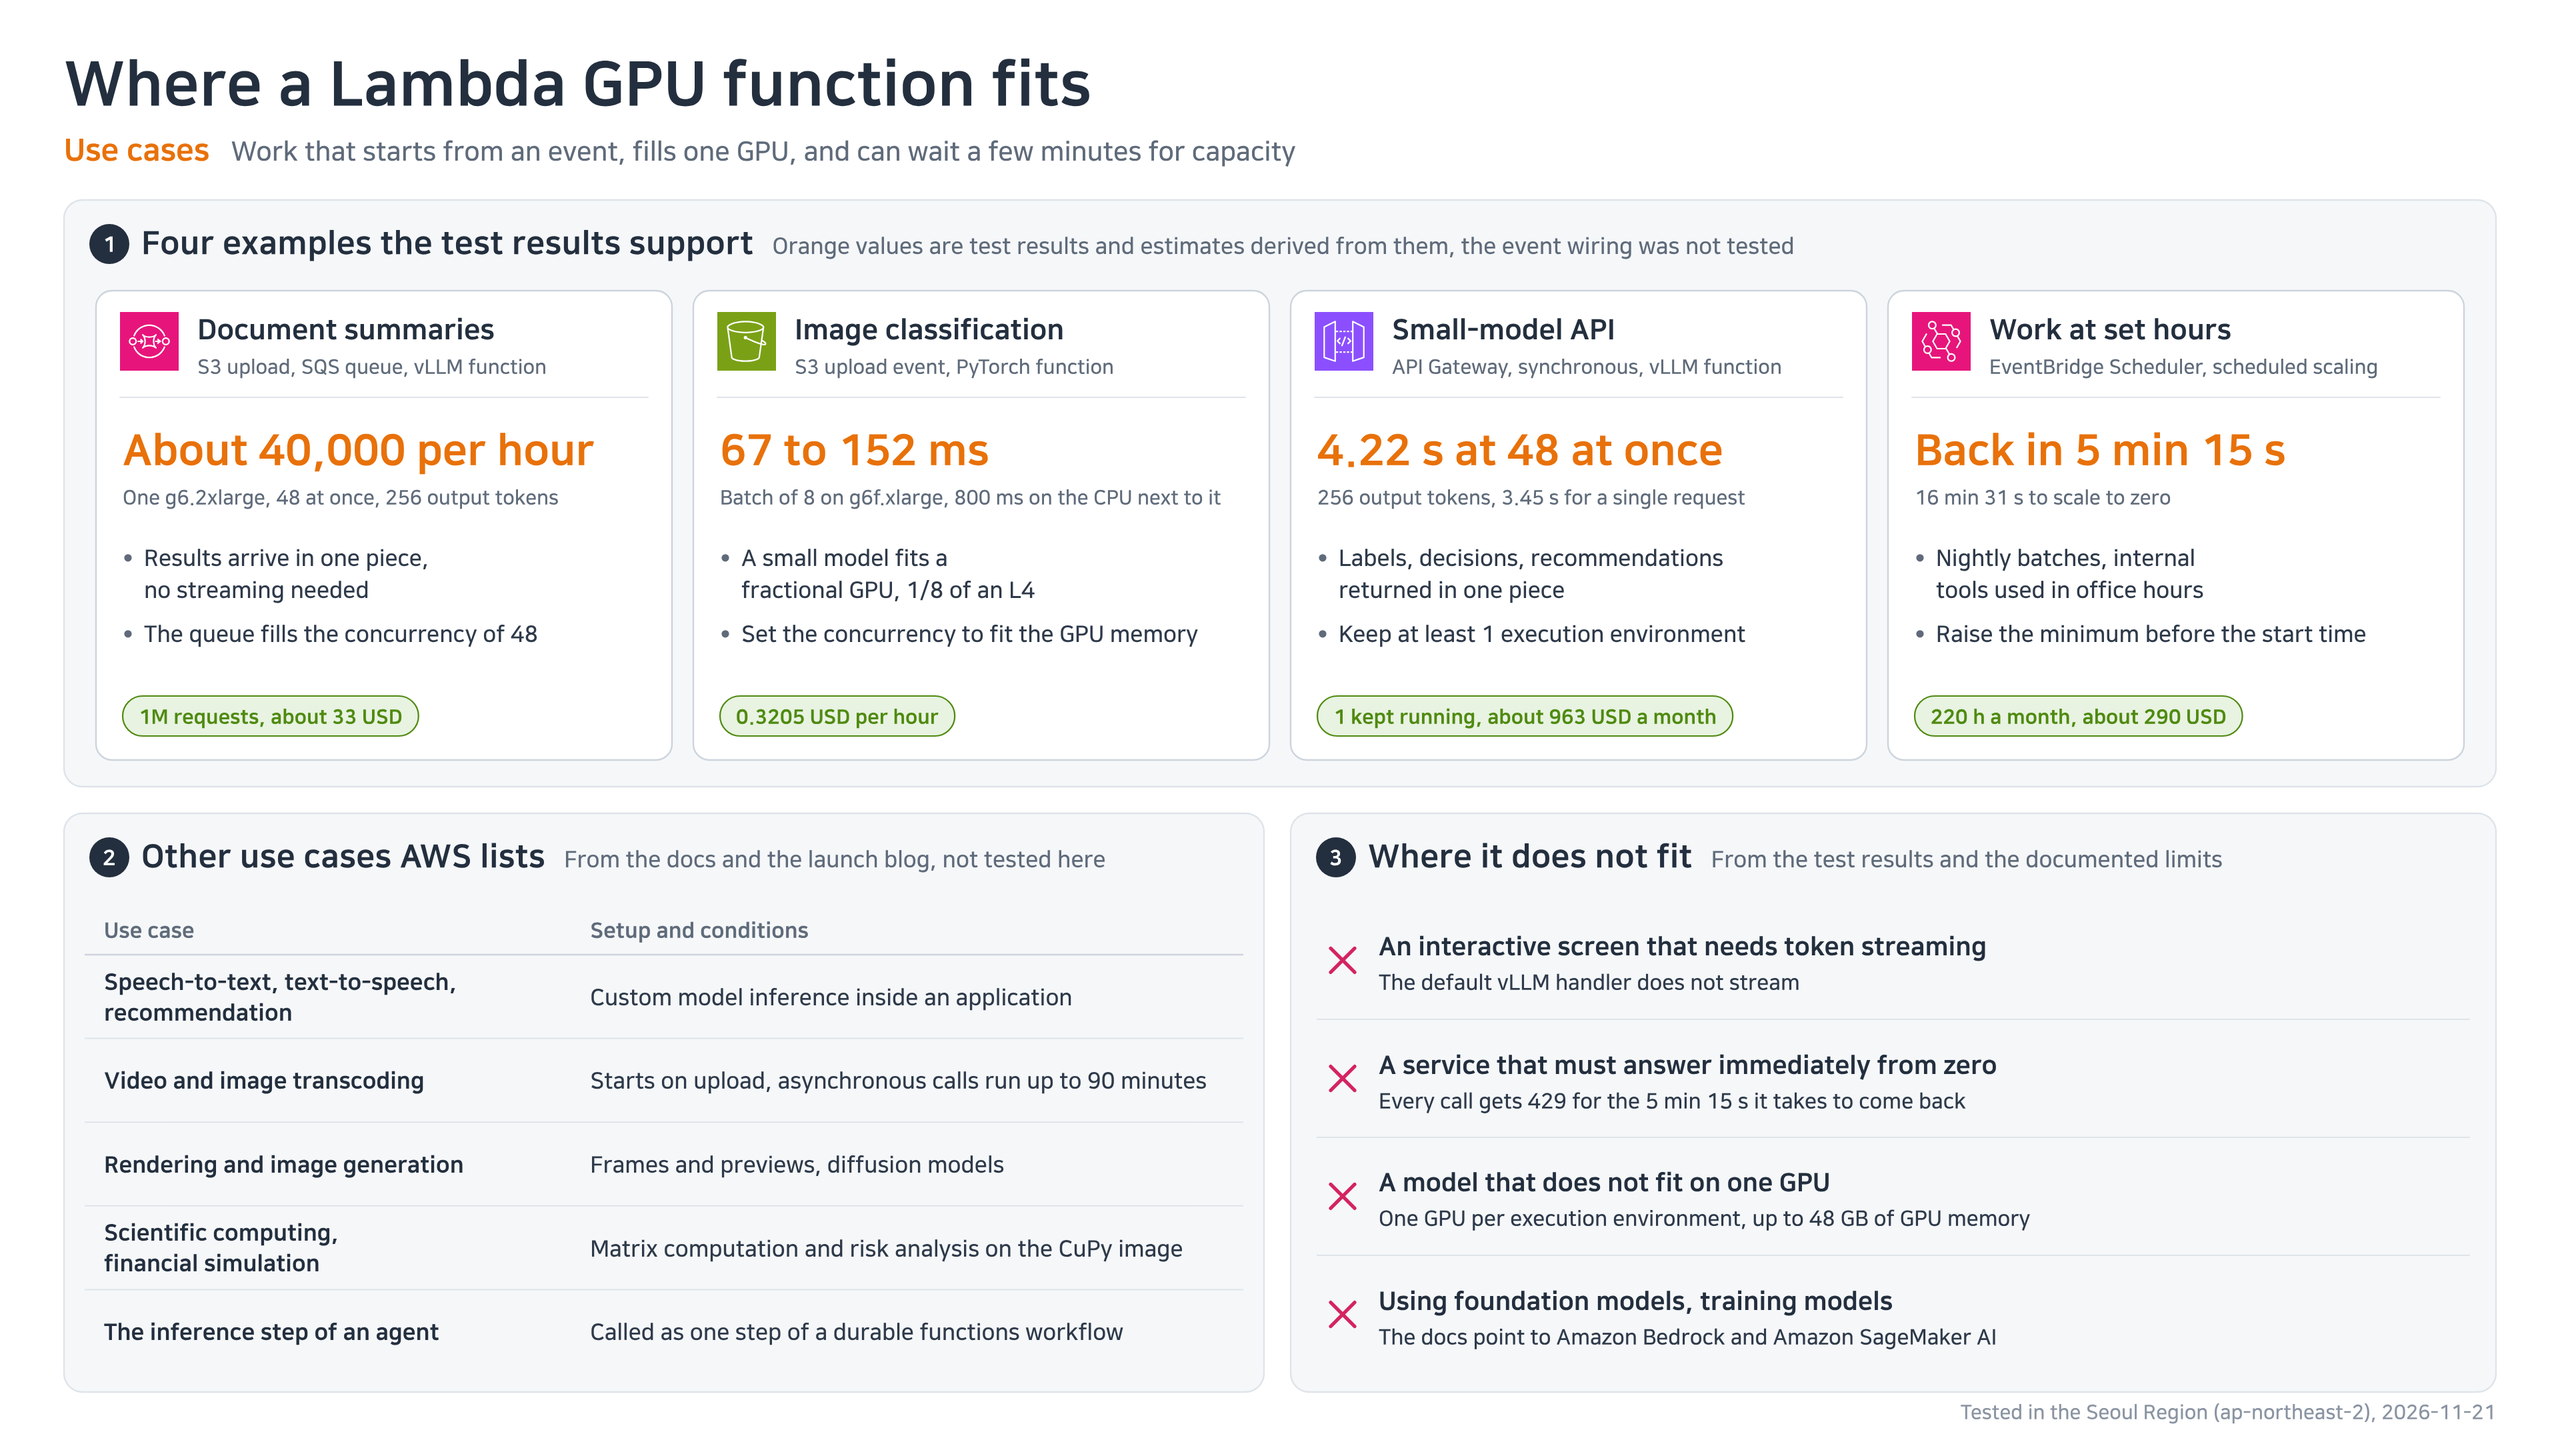 Where a Lambda GPU function fits
Use cases Work that starts from an event, fills one GPU, and can wait a few minutes for capacity
1 Four examples the test results support Orange values are test results and estimates derived from them, the event wiring was not tested
Document summaries
S3 upload, SQS queue, vLLM function
About 40,000 per hour
One g6.2xlarge, 48 at once, 256 output tokens
• Results arrive in one piece,
no streaming needed
• The queue fills the concurrency of 48
1M requests, about 33 USD
Image classification
S3 upload event, PyTorch function
67 to 152 ms
Batch of 8 on g6f.xlarge, 800 ms on the CPU next to it
• A small model fits a
fractional GPU, 1/8 of an L4
• Set the concurrency to fit the GPU memory
0.3205 USD per hour
Small-model API
API Gateway, synchronous, vLLM function
4.22 s at 48 at once
256 output tokens, 3.45 s for a single request
• Labels, decisions, recommendations
returned in one piece
• Keep at least 1 execution environment
1 kept running, about 963 USD a month
Work at set hours
EventBridge Scheduler, scheduled scaling
Back in 5 min 15 s
16 min 31 s to scale to zero
• Nightly batches, internal
tools used in office hours
• Raise the minimum before the start time
220 h a month, about 290 USD
2 Other use cases AWS lists From the docs and the launch blog, not tested here
Use case Setup and conditions
Speech-to-text, text-to-speech,
recommendation
Custom model inference inside an application
Video and image transcoding Starts on upload, asynchronous calls run up to 90 minutes
Rendering and image generation Frames and previews, diffusion models
Scientific computing,
financial simulation
Matrix computation and risk analysis on the CuPy image
The inference step of an agent Called as one step of a durable functions workflow
3 Where it does not fit From the test results and the documented limits
An interactive screen that needs token streaming
The default vLLM handler does not stream
A service that must answer immediately from zero
Every call gets 429 for the 5 min 15 s it takes to come back
A model that does not fit on one GPU
One GPU per execution environment, up to 48 GB of GPU memory
Using foundation models, training models
The docs point to Amazon Bedrock and Amazon SageMaker AI
Tested in the Seoul Region (ap-northeast-2), 2026-11-21